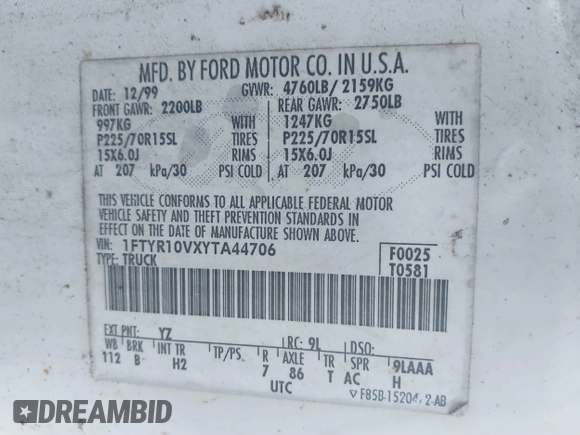 MFD. BY FORD MOTOR CO. IN U.S.A.
DATE: 12/99 GVWR: 4760LB/ 2159KG
FRONT GAWR: 2200LB REAR GAWR: 2750LB
997KG WITH 1247KG WITH
P225/70R15SL TIRES P225/70R15SL TIRES
15X6.0J RIMS 15X6.0J RIMS
AT 207 kPa/30 PSI COLD AT 207 kPa/30 PSI COLD
THIS VEHICLE CONFORMS TO ALL APPLICABLE FEDERAL MOTOR
VEHICLE SAFETY AND THEFT PREVENTION STANDARDS IN
EFFECT ON THE DATE OF MANUFACTURE SHOWN ABOVE.
VIN: 1FTYR10VXYTA44706 F0025
TYPE: TRUCK T0581
EXT PNT: YZ RC: 9L DSO:
WB BRK INT TR TP/PS R AXLE TR SPR 9LAAA
112 B H2 7 86 T AC H
UTC F85B-15204 2-AB
DREAMBID